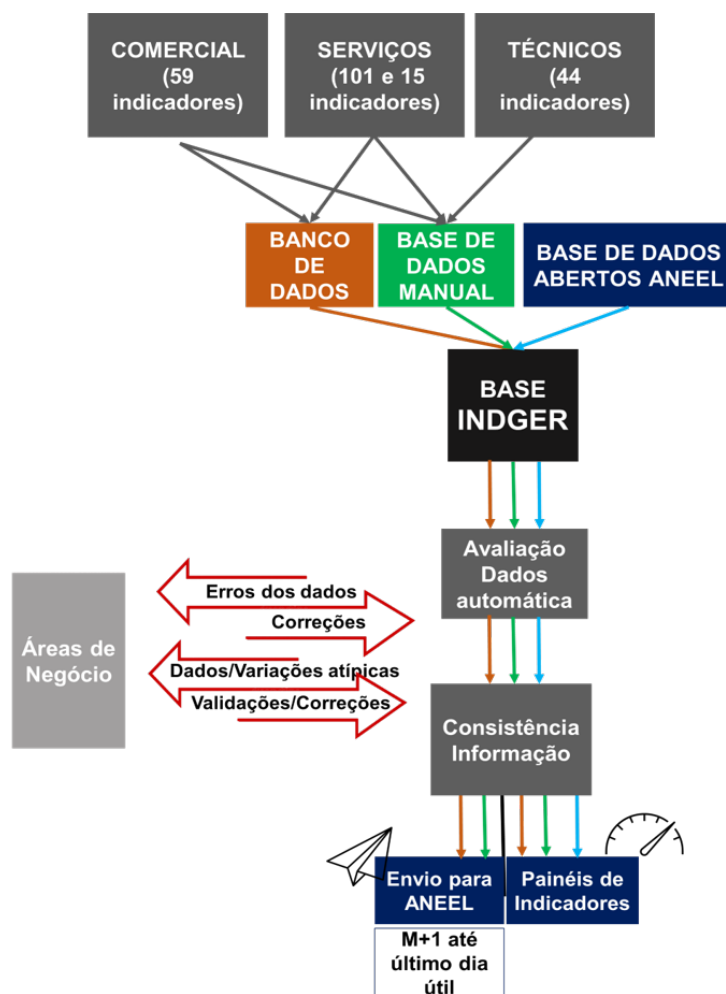 COMERCIAL
(59
indicadores)
SERVIÇOS
(101 e 15
indicadores)
TÉCNICOS
(44
indicadores)
BANCO
DE
DADOS
BASE DE
DADOS
MANUAL
BASE DE DADOS
ABERTOS ANEEL
BASE
INDGER
Avaliação
Dados
automática
Erros dos dados
Correções
Áreas de
Negócio
Dados/Variações atípicas
Validações/Correções
Consistência
Informação
Envio para
ANEEL
Painéis de
Indicadores
M+1 até
último dia
útil